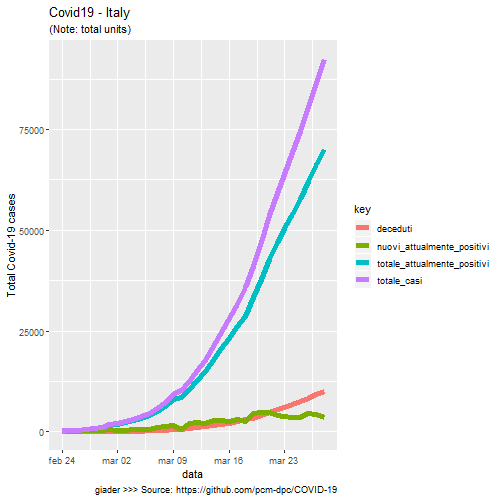 Covid19 - Italy
(Note: total units)
Total Covid-19 cases
75000
50000
25000
0
feb 24
mar 02
mar 09
mar 16
mar 23
data
key
deceduti
nuovi_attualmente_positivi
totale_attualmente_positivi
totale_casi
giader >>> Source: https://github.com/pcm-dpc/COVID-19